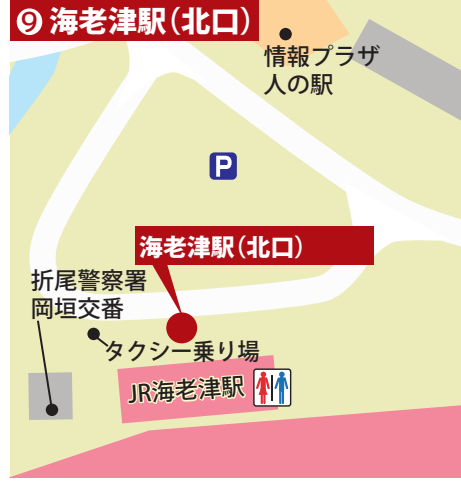 ❾ 海老津駅(北口)
情報プラザ
人の駅
P
海老津駅(北口)
折尾警察署
岡垣交番
タクシー乗り場
JR海老津駅